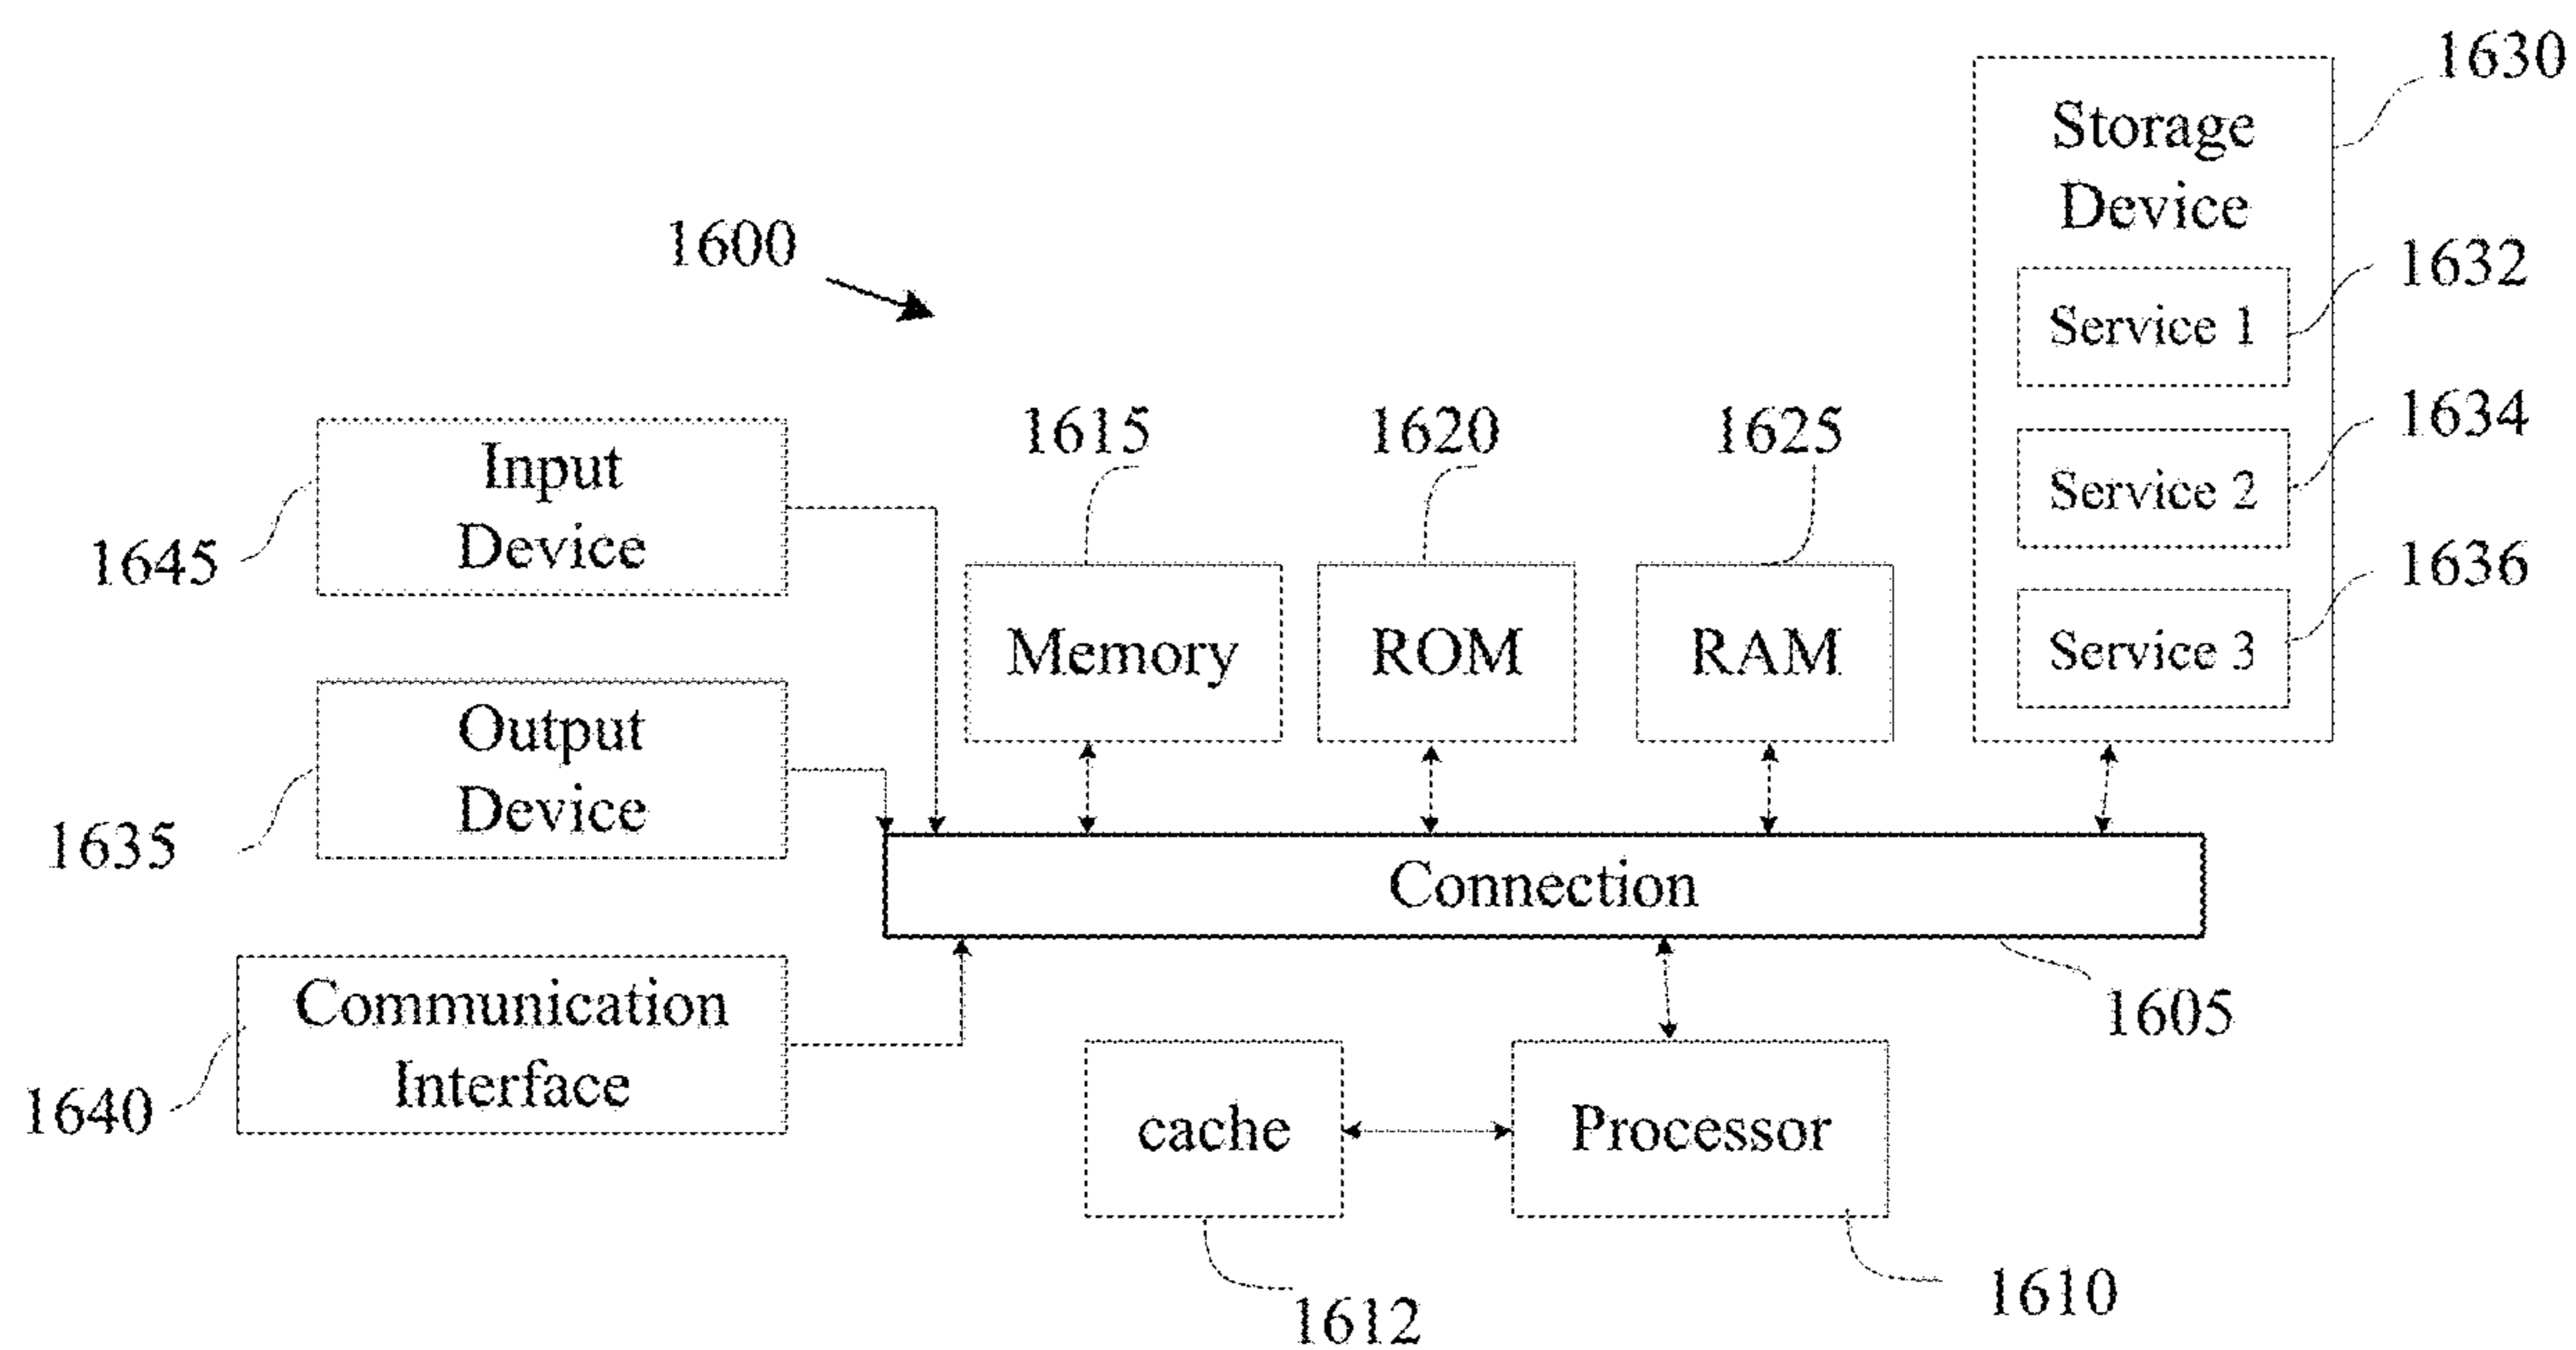 1630
Storage
Device
1600
1632
Service 1
1615
1620
1625
1634
Input
Device
Service 2
1645
1636
Memory
ROM
RAM
Service 3
Output
Device
1635
Connection
Communication
Interface
1605
1640
cache
Processor
1610
1612